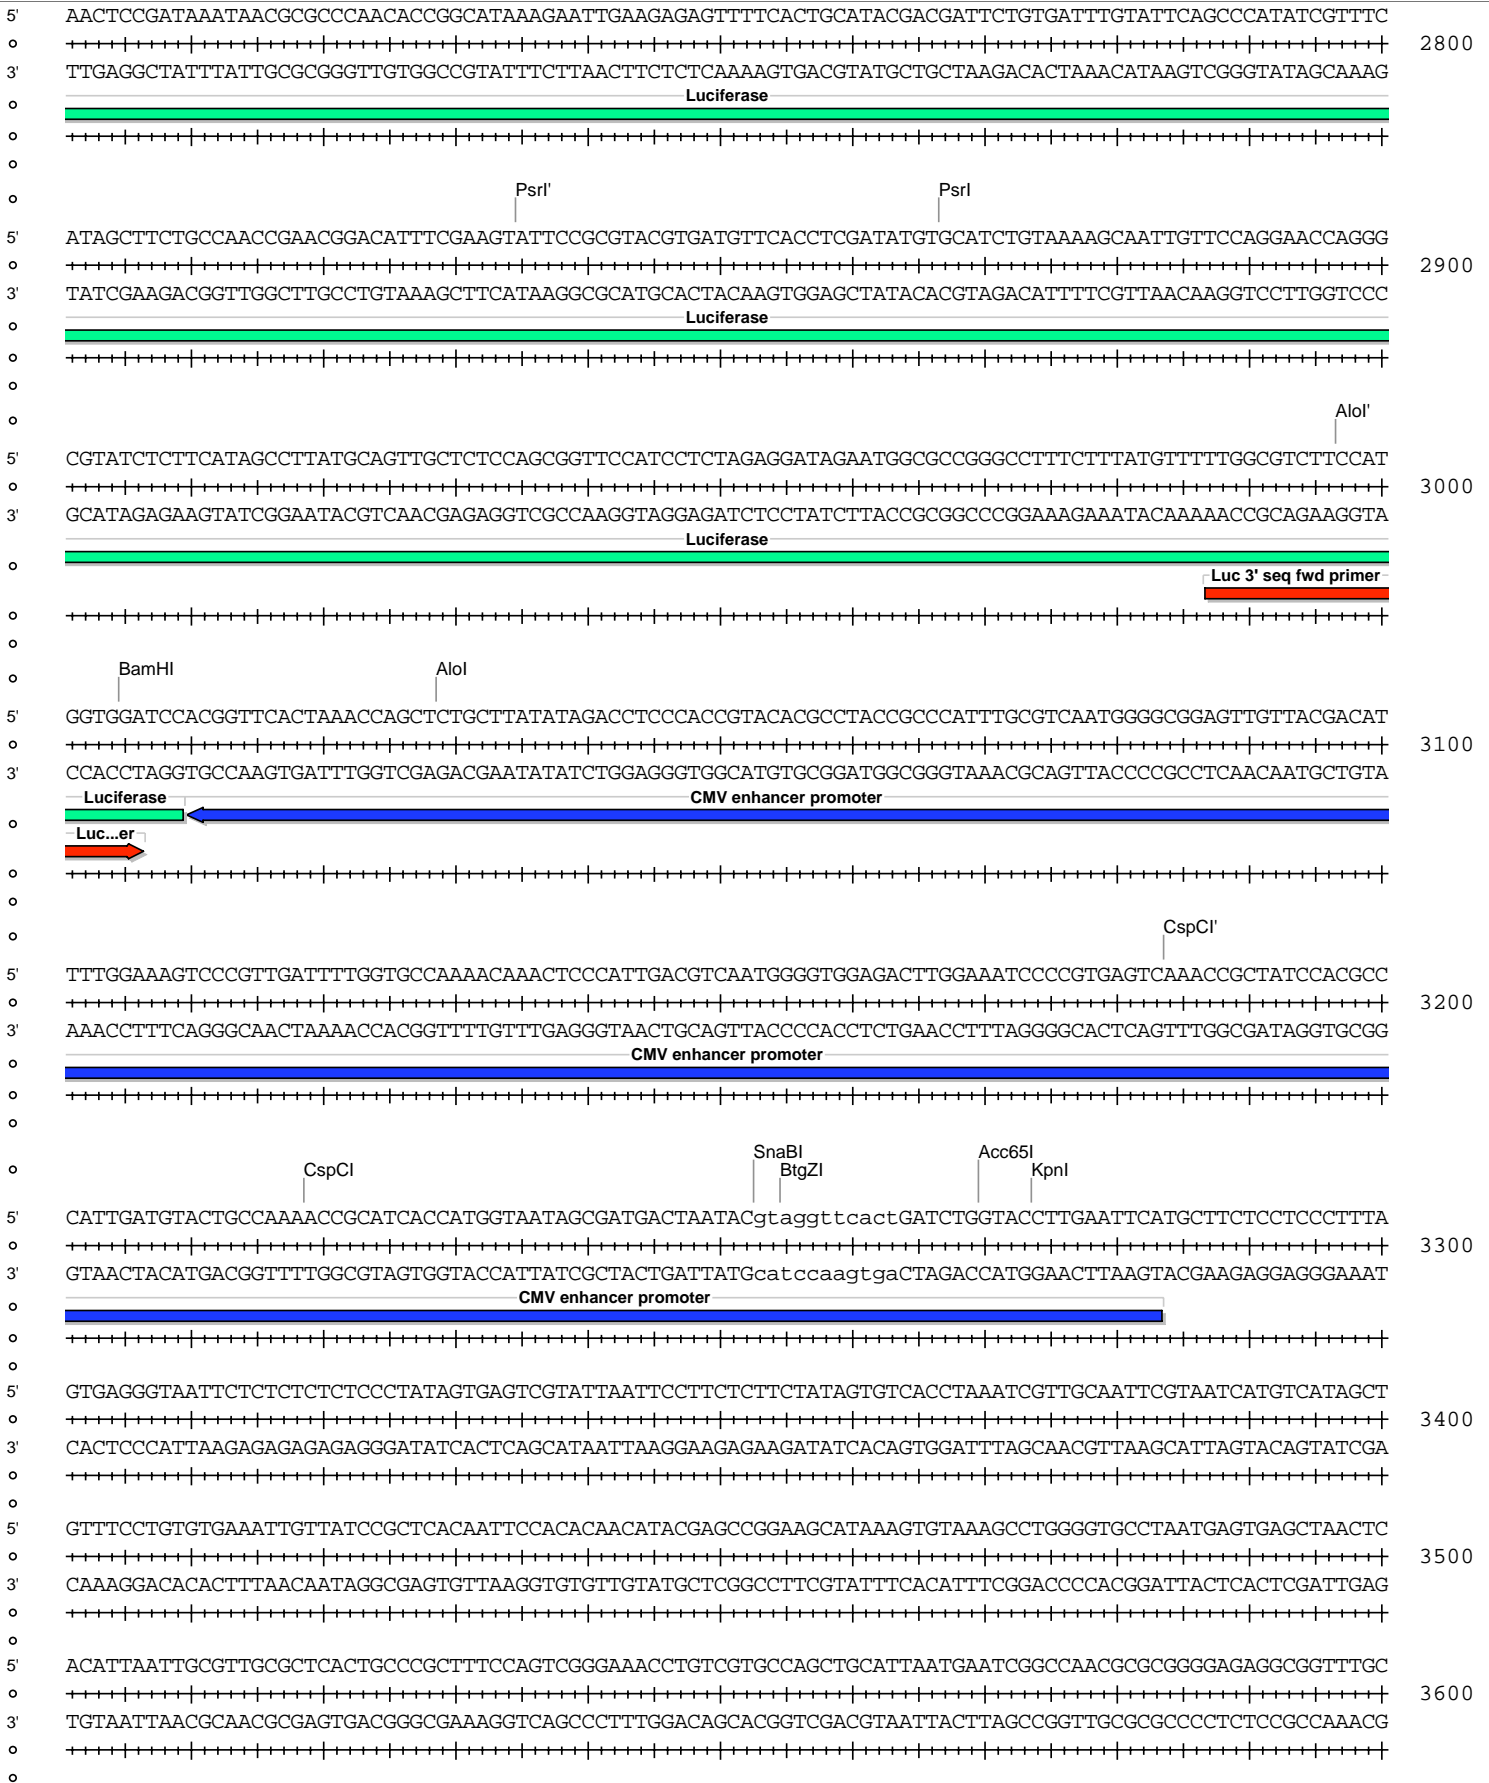 5' AACTCCGATAAATAACGCGCCCAACACCGGCATAAAGAATTGAAGAGAGTTTTCACTGCATACGACGATTCTGTGATTTGTATTCAGCCCATATCGTTTC
2800
3' TTGAGGCTATTTATTGCGCGGGTTGTGGCCGTATTTCTTAACTTCTCTCAAAAGTGACGTATGCTGCTAAGACACTAAACATAAGTCGGGTATAGCAAAG
Luciferase
PsrI' PsrI
5' ATAGCTTCTGCCAACCGAACGGACATTTCGAAGTATTCCGCGTACGTGATGTTCACCTCGATATGTGCATCTGTAAAAGCAATTGTTCCAGGAACCAGGG
2900
3' TATCGAAGACGGTTGGCTTGCCTGTAAAGCTTCATAAGGCGCATGCACTACAAGTGGAGCTATACACGTAGACATTTTCGTTAACAAGGTCCTTGGTCCC
Luciferase
AloI'
5' CGTATCTCTTCATAGCCTTATGCAGTTGCTCTCCAGCGGTTCCATCCTCTAGAGGATAGAATGGCGCCGGGCCTTTCTTTATGTTTTTGGCGTCTTCCAT
3000
3' GCATAGAGAAGTATCGGAATACGTCAACGAGAGGTCGCCAAGGTAGGAGATCTCCTATCTTACCGCGGCCCGGAAAGAAATACAAAAACCGCAGAAGGTA
Luciferase
Luc 3' seq fwd primer
BamHI AloI
5' GGTGGATCCACGGTTCACTAAACCAGCTCTGCTTATATAGACCTCCCACCGTACACGCCTACCGCCCATTTGCGTCAATGGGGCGGAGTTGTTACGACAT
3100
3' CCACCTAGGTGCCAAGTGATTTGGTCGAGACGAATATATCTGGAGGGTGGCATGTGCGGATGGCGGGTAAACGCAGTTACCCCGCCTCAACAATGCTGTA
Luciferase CMV enhancer promoter
Luc...er
CspCI'
5' TTTGGAAAGTCCCGTTGATTTTGGTGCCAAAACAAACTCCCATTGACGTCAATGGGGTGGAGACTTGGAAATCCCCGTGAGTCAAACCGCTATCCACGCC
3200
3' AAACCTTTCAGGGCAACTAAAACCACGGTTTTGTTTGAGGGTAACTGCAGTTACCCCACCTCTGAACCTTTAGGGGCACTCAGTTTGGCGATAGGTGCGG
CMV enhancer promoter
SnaBI Acc65I
CspCI BtgZI KpnI
5' CATTGATGTACTGCCAAAACCGCATCACCATGGTAATAGCGATGACTAATACgtaggttcactGATCTGGTACCTTGAATTCATGCTTCTCCTCCCTTTA
3300
3' GTAACTACATGACGGTTTTGGCGTAGTGGTACCATTATCGCTACTGATTATGcatccaagtgaCTAGACCATGGAACTTAAGTACGAAGAGGAGGGAAAT
CMV enhancer promoter
5' GTGAGGGTAATTCTCTCTCTCTCCCTATAGTGAGTCGTATTAATTCCTTCTCTTCTATAGTGTCACCTAAATCGTTGCAATTCGTAATCATGTCATAGCT
3400
3' CACTCCCATTAAGAGAGAGAGAGGGATATCACTCAGCATAATTAAGGAAGAGAAGATATCACAGTGGATTTAGCAACGTTAAGCATTAGTACAGTATCGA
5' GTTTCCTGTGTGAAATTGTTATCCGCTCACAATTCCACACAACATACGAGCCGGAAGCATAAAGTGTAAAGCCTGGGGTGCCTAATGAGTGAGCTAACTC
3500
3' CAAAGGACACACTTTAACAATAGGCGAGTGTTAAGGTGTGTTGTATGCTCGGCCTTCGTATTTCACATTTCGGACCCCACGGATTACTCACTCGATTGAG
5' ACATTAATTGCGTTGCGCTCACTGCCCGCTTTCCAGTCGGGAAACCTGTCGTGCCAGCTGCATTAATGAATCGGCCAACGCGCGGGGAGAGGCGGTTTGC
3600
3' TGTAATTAACGCAACGCGAGTGACGGGCGAAAGGTCAGCCCTTTGGACAGCACGGTCGACGTAATTACTTAGCCGGTTGCGCGCCCCTCTCCGCCAAACG